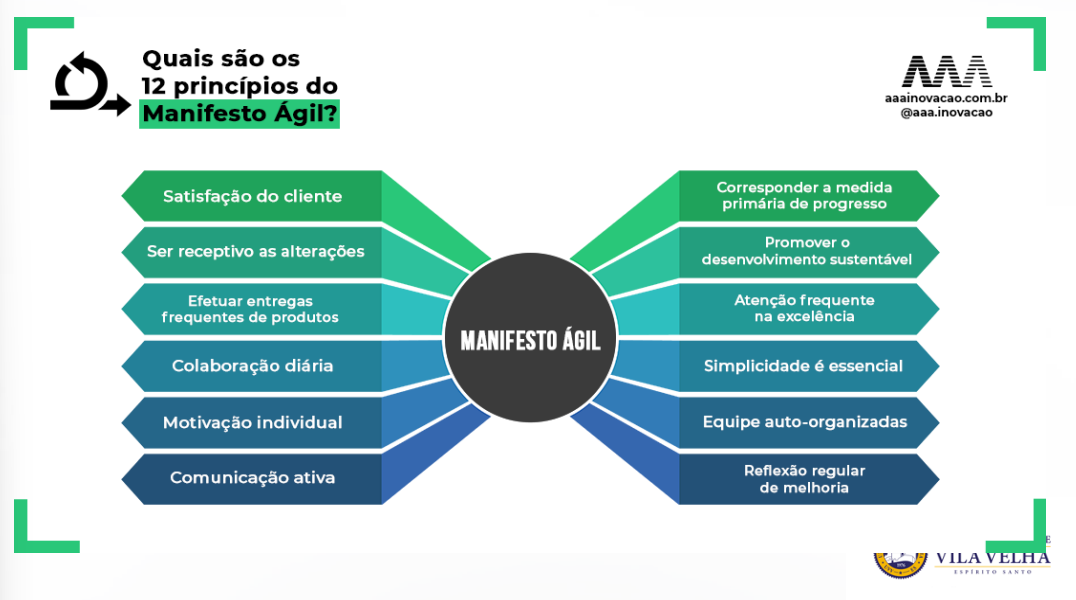 Quais são os
12 princípios do
Manifesto Ágil?
aaainovacao.com.br
@aaa.inovacao
Satisfação do cliente
Ser receptivo as alterações
Efetuar entregas
frequentes de produtos
Colaboração diária
Motivação individual
Comunicação ativa
MANIFESTO ÁGIL
Corresponder a medida
primária de progresso
Promover o
desenvolvimento sustentável
Atenção frequente
na excelência
Simplicidade é essencial
Equipe auto-organizadas
Reflexão regular
de melhoria
VILA VELHA
ESPÍRITO SANTO